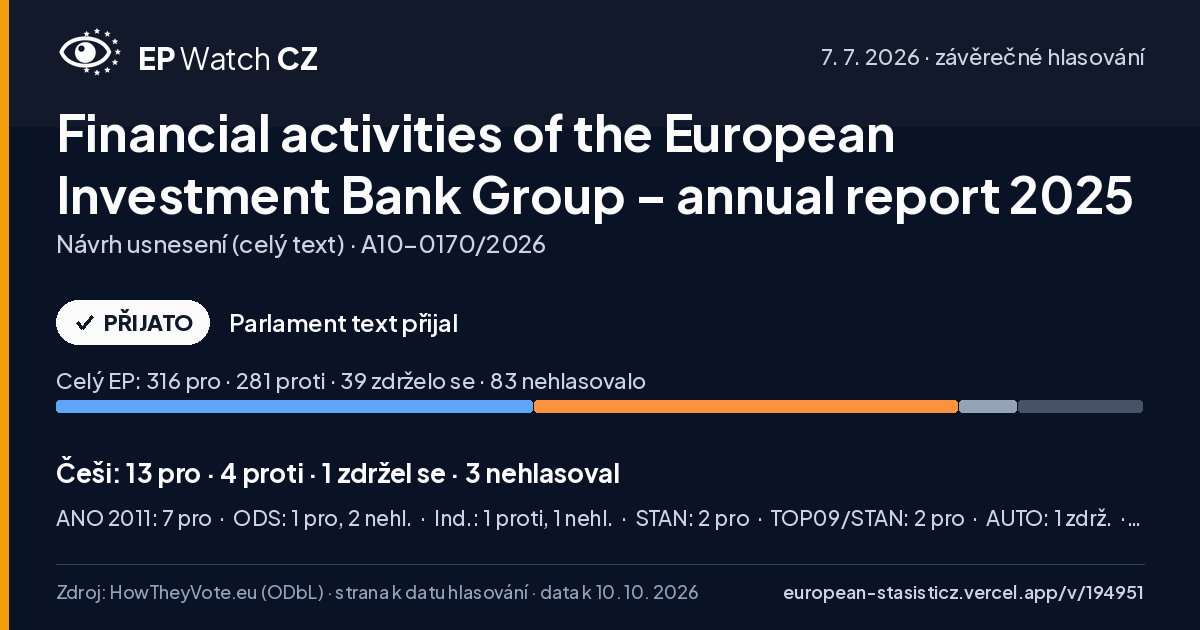 EP Watch CZ
7. 7. 2026 · závěrečné hlasování
Financial activities of the European
Investment Bank Group – annual report 2025
Návrh usnesení (celý text) · A10-0170/2026
✓ PŘIJATO
Parlament text přijal
Celý EP: 316 pro · 281 proti · 39 zdrželo se · 83 nehlasovalo
Češi: 13 pro · 4 proti · 1 zdržel se · 3 nehlasoval
ANO 2011: 7 pro · ODS: 1 pro, 2 nehl. · Ind.: 1 proti, 1 nehl. · STAN: 2 pro · TOP09/STAN: 2 pro · AUTO: 1 zdrž. ·…
Zdroj: HowTheyVote.eu (ODbL) · strana k datu hlasování · data k 10. 10. 2026
european-stasisticz.vercel.app/v/194951